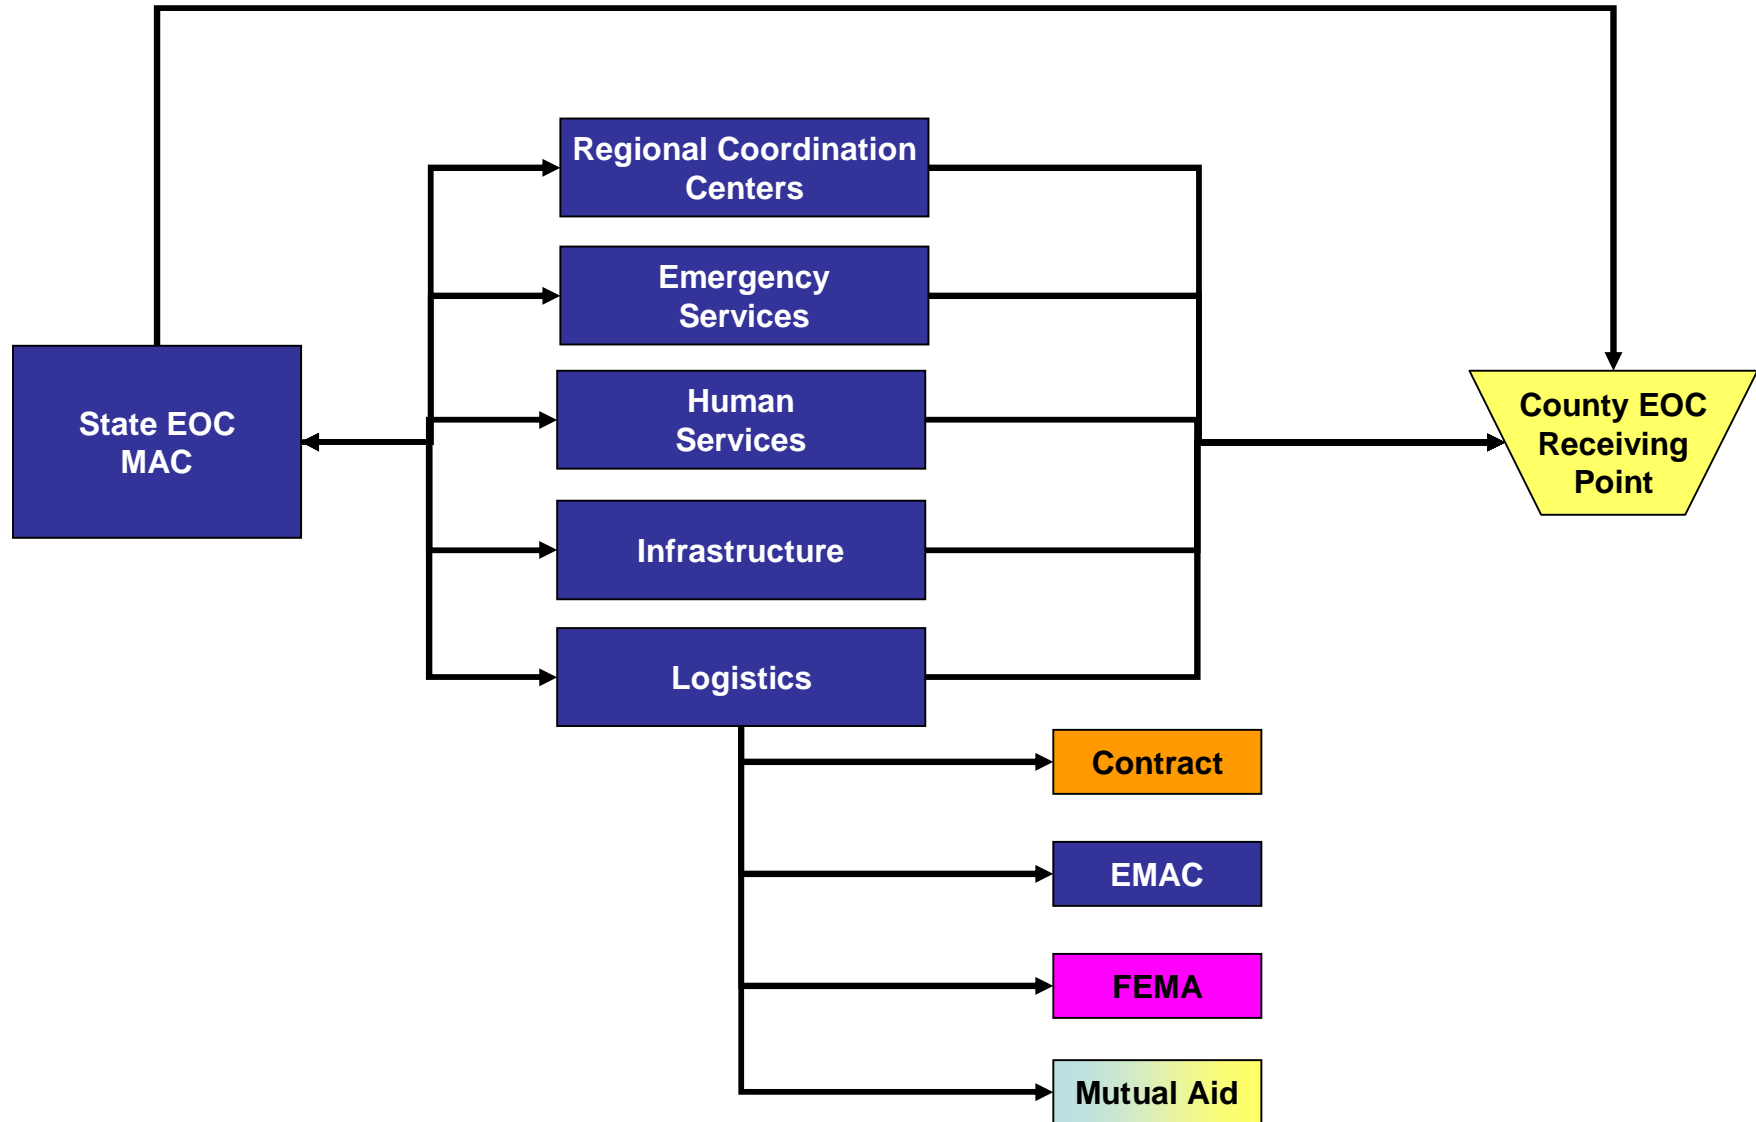 Regional Coordination
Centers
Emergency
Services
State EOC
MAC
Human
Services
County EOC
Receiving
Point
Infrastructure
Logistics
Contract
EMAC
FEMA
Mutual Aid